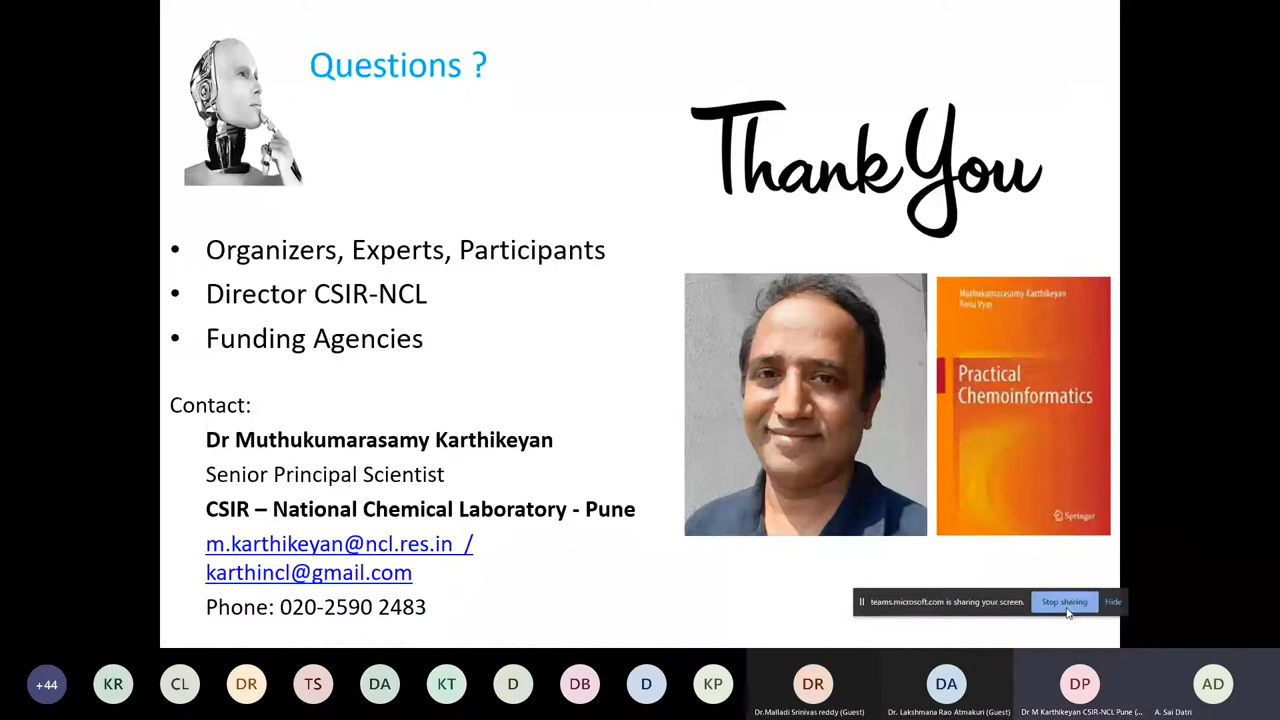 Questions ?
Thank You
• Organizers, Experts, Participants
• Director CSIR-NCL
• Funding Agencies
Muthukumarasamy Karthikeyan
Renu Vyas
Practical
Chemoinformatics
Springer
Contact:
Dr Muthukumarasamy Karthikeyan
Senior Principal Scientist
CSIR – National Chemical Laboratory - Pune
m.karthikeyan@ncl.res.in /
karthincl@gmail.com
Phone: 020-2590 2483
teams.microsoft.com is sharing your screen. Stop sharing Hide
+44 KR CL DR TS DA KT D DB D KP DR DA DP AD
Dr.Malladi Srinivas reddy (Guest) Dr. Lakshmana Rao Atmakuri (Guest) Dr M Karthikeyan CSIR-NCL Pune (... A. Sai Datri